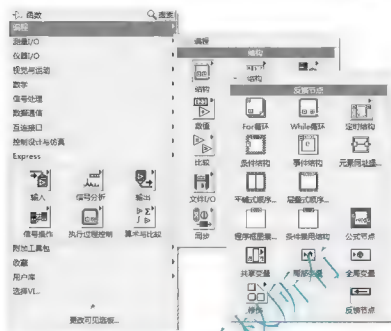 函数
查找
编程
测量I/O
仪器I/O
视觉与运动
数学
信号处理
数据通信
互连接口
控制设计与仿真
Express
输入
信号分析
输出
信号操作
执行过程控制
算术与比较
附加工具包
收藏
用户库
选择VI...
更改可见选板...
编程
结构
结构
数值
比较
文件I/O
同步
结构
反馈节点
For循环
While循环
定时结构
条件结构
事件结构
元素同址操...
平铺式顺序...
层叠式顺序...
程序框图禁...
条件禁用结构
公式节点
共享变量
局部变量
全局变量
反馈节点